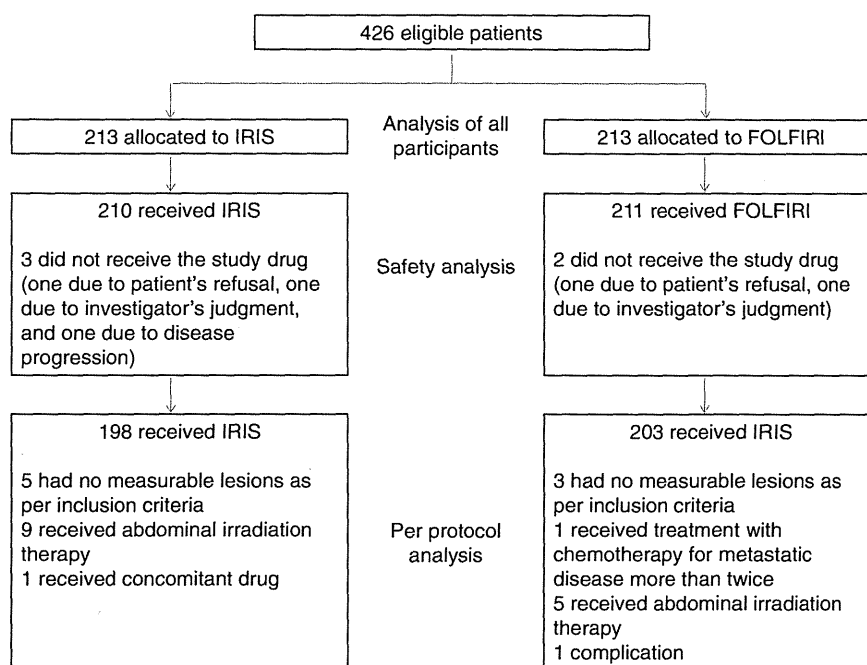 426 eligible patients
213 allocated to IRIS
Analysis of all
participants
213 allocated to FOLFIRI
210 received IRIS
3 did not receive the study drug
(one due to patient's refusal, one
due to investigator's judgment,
and one due to disease
progression)
Safety analysis
211 received FOLFIRI
2 did not receive the study drug
(one due to patient's refusal, one
due to investigator's judgment)
198 received IRIS
5 had no measurable lesions as
per inclusion criteria
9 received abdominal irradiation
therapy
1 received concomitant drug
Per protocol
analysis
203 received IRIS
3 had no measurable lesions as
per inclusion criteria
1 received treatment with
chemotherapy for metastatic
disease more than twice
5 received abdominal irradiation
therapy
1 complication